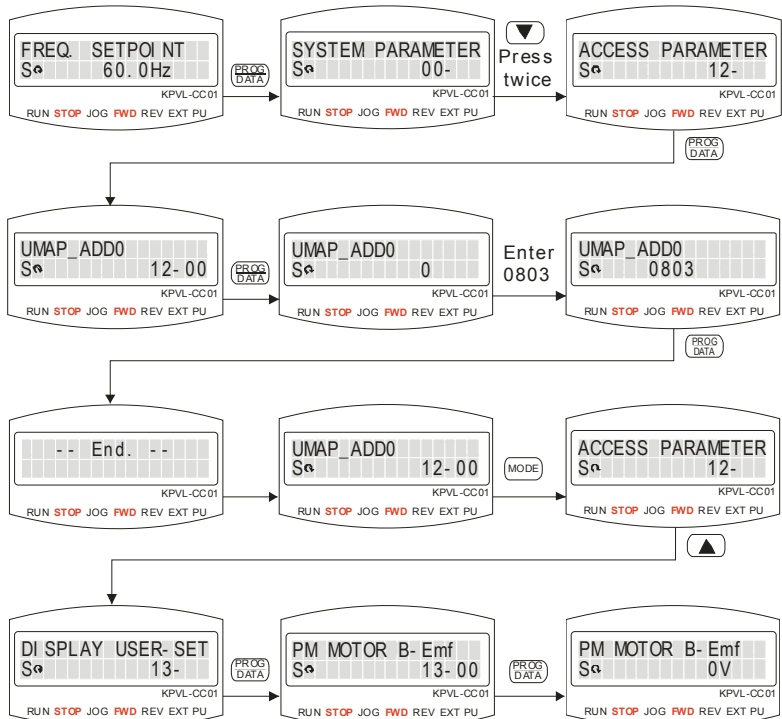 FREQ. SETPOINT
S 60.0Hz
KPVL-CC01
RUN STOP JOG FWD REV EXT PU
PROG
DATA
SYSTEM PARAMETER
S 00-
KPVL-CC01
RUN STOP JOG FWD REV EXT PU
Press
twice
ACCESS PARAMETER
S 12-
KPVL-CC01
RUN STOP JOG FWD REV EXT PU
PROG
DATA
UMAP_ADD0
S 12-00
KPVL-CC01
RUN STOP JOG FWD REV EXT PU
PROG
DATA
UMAP_ADD0
S 0
KPVL-CC01
RUN STOP JOG FWD REV EXT PU
Enter
0803
UMAP_ADD0
S 0803
KPVL-CC01
RUN STOP JOG FWD REV EXT PU
PROG
DATA
-- End. --
KPVL-CC01
RUN STOP JOG FWD REV EXT PU
UMAP_ADD0
S 12-00
KPVL-CC01
RUN STOP JOG FWD REV EXT PU
MODE
ACCESS PARAMETER
S 12-
KPVL-CC01
RUN STOP JOG FWD REV EXT PU
DISPLAY USER-SET
S 13-
KPVL-CC01
RUN STOP JOG FWD REV EXT PU
PROG
DATA
PM MOTOR B-Emf
S 13-00
KPVL-CC01
RUN STOP JOG FWD REV EXT PU
PROG
DATA
PM MOTOR B-Emf
S 0V
KPVL-CC01
RUN STOP JOG FWD REV EXT PU